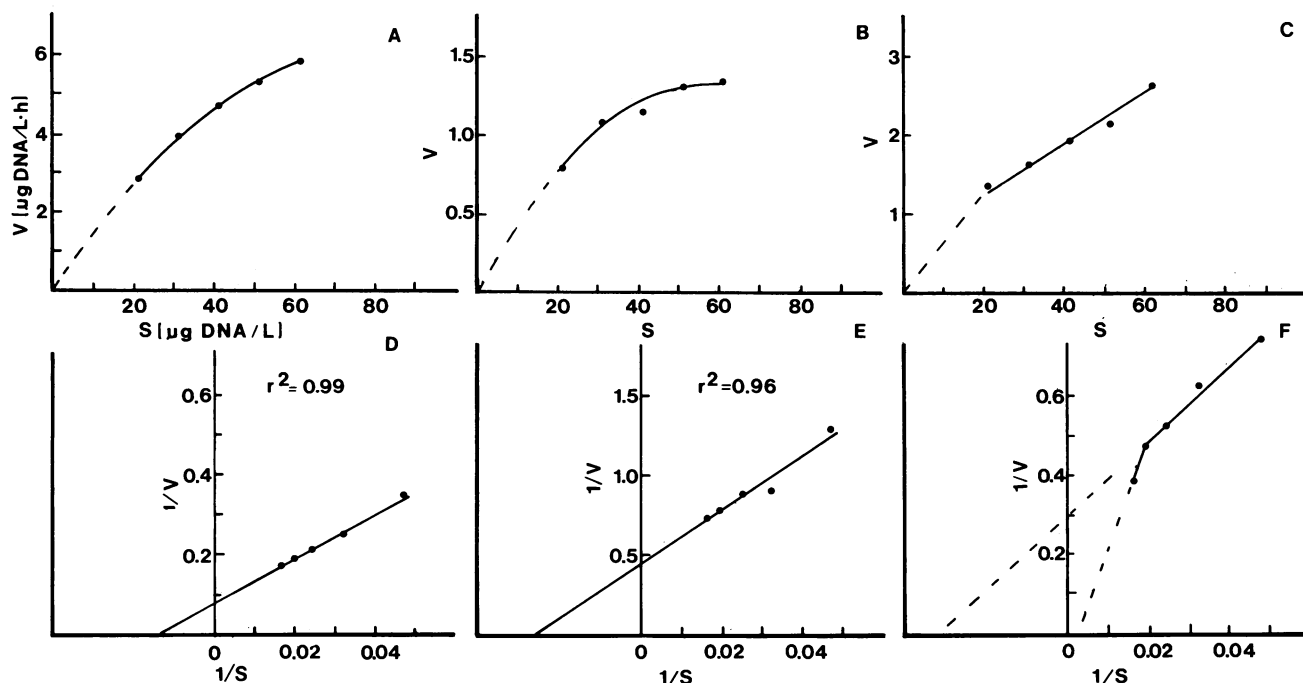 A
6
4
2
V [µg DNA/L·h]
20 40 60 80
S [µg DNA/L]
B
1.5
1.0
0.5
V
20 40 60 80
S
C
3
2
1
V
20 40 60 80
S
D
r²= 0.99
0.6
0.4
0.2
1/V
0 0.02 0.04
1/S
E
r²=0.96
1.5
1.0
0.5
1/V
0 0.02 0.04
1/S
F
0.6
0.4
0.2
1/V
0 0.02 0.04
1/S